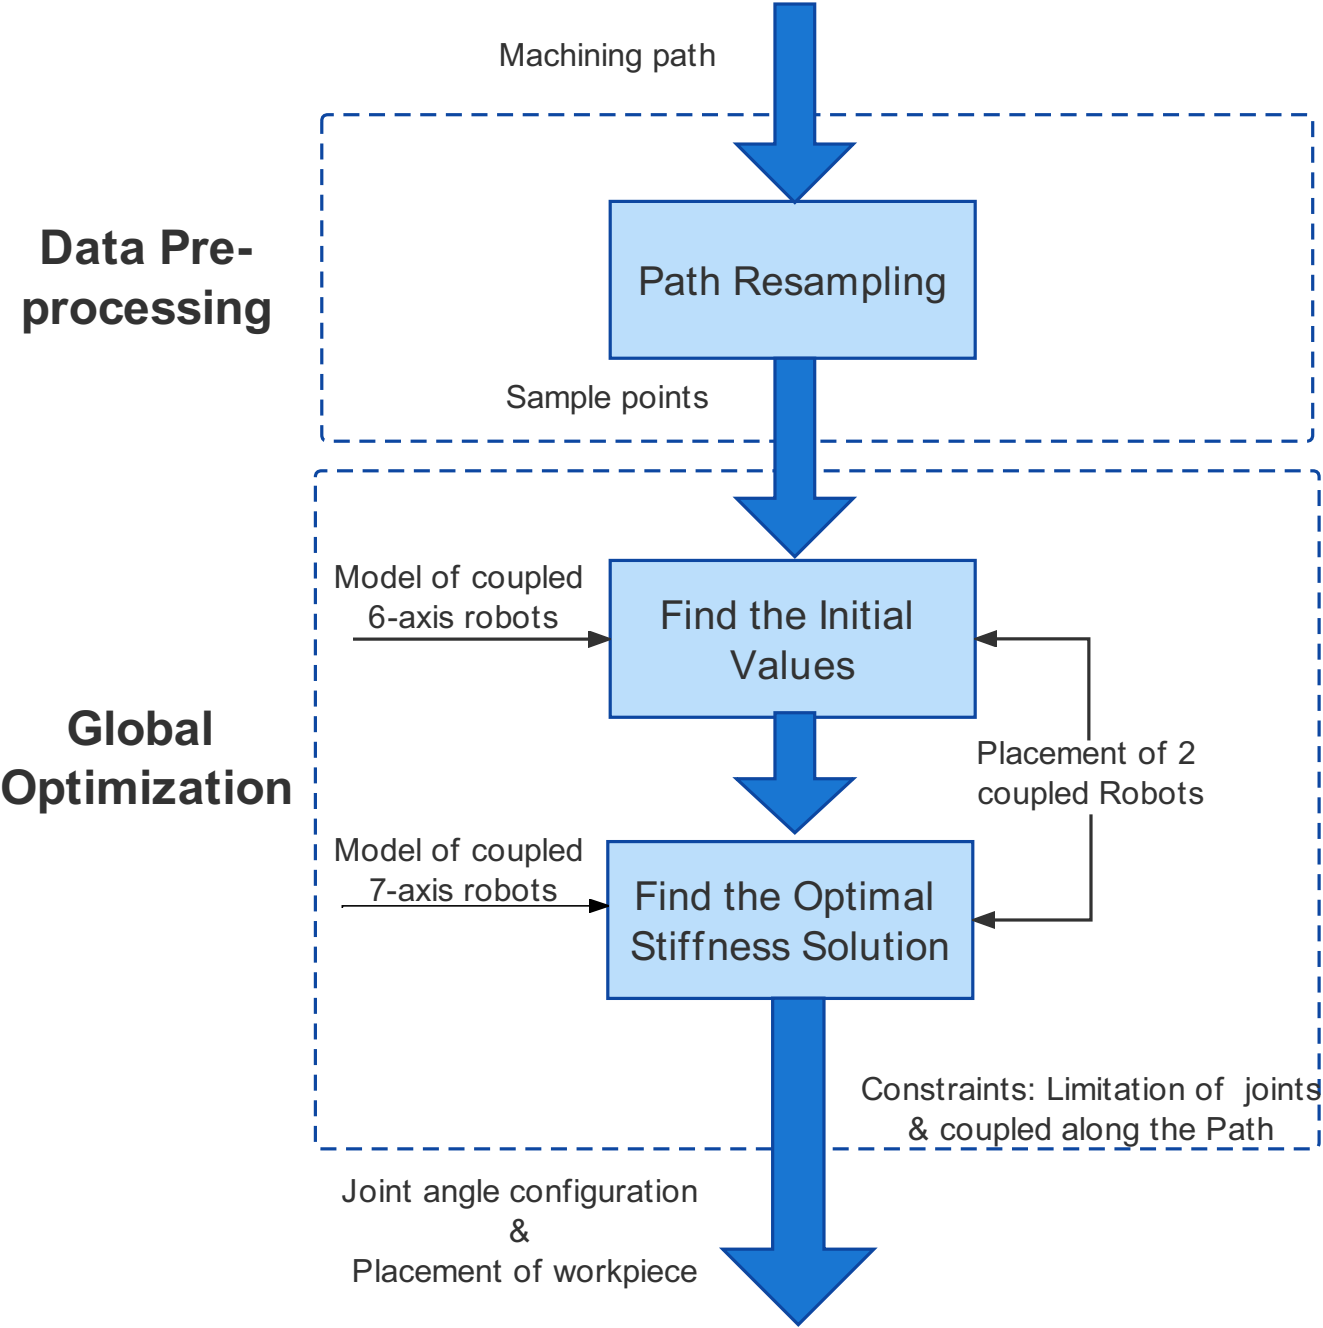 Machining path
Data Pre-
processing
Path Resampling
Sample points
Model of coupled
6-axis robots
Find the Initial
Values
Global
Optimization
Placement of 2
coupled Robots
Model of coupled
7-axis robots
Find the Optimal
Stiffness Solution
Constraints: Limitation of joints
& coupled along the Path
Joint angle configuration
&
Placement of workpiece